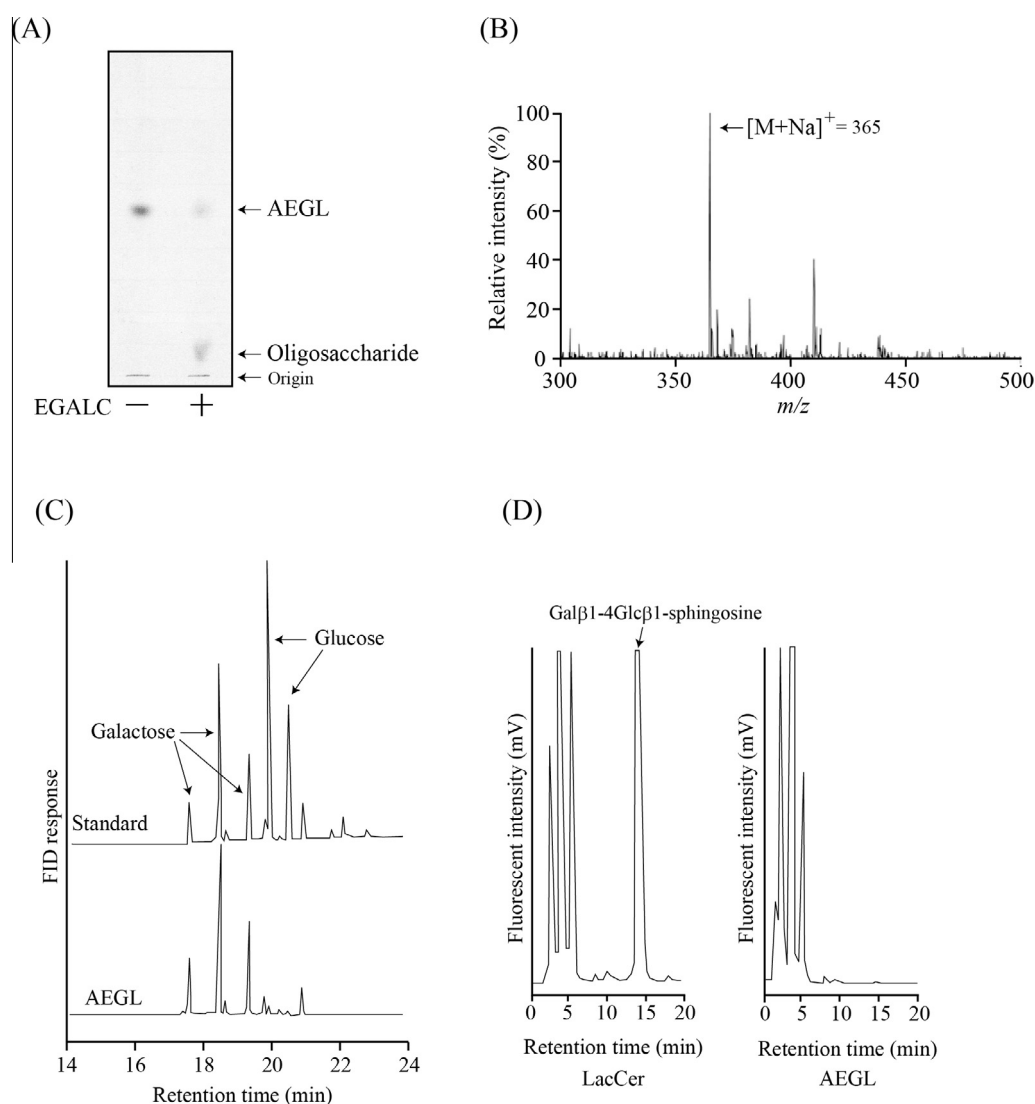 (A)
AEGL
Oligosaccharide
Origin
EGALC − +
(B)
Relative intensity (%)
100
80
60
40
20
0
[M+Na]⁺ = 365
300 350 400 450 500
m/z
(C)
FID response
Glucose
Galactose
Standard
AEGL
14 16 18 20 22 24
Retention time (min)
(D)
Galβ1-4Glcβ1-sphingosine
Fluorescent intensity (mV)
0 5 10 15 20
Retention time (min)
LacCer
Fluorescent intensity (mV)
0 5 10 15 20
Retention time (min)
AEGL